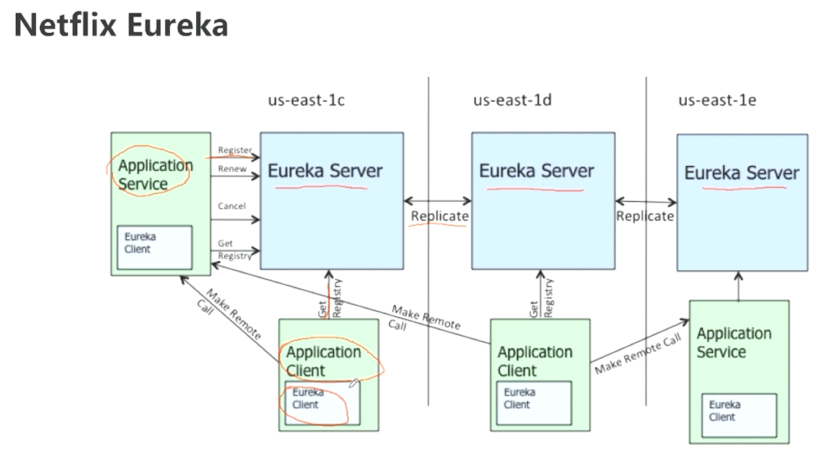 Netflix Eureka
us-east-1c
us-east-1d
us-east-1e
Application
Service
Eureka
Client
Register
Renew
Cancel
Get
Registry
Eureka Server
Replicate
Eureka Server
Replicate
Eureka Server
Make Remote
Call
Get
Registry
Make Remote
Call
Get
Registry
Make Remote Call
Application
Client
Eureka
Client
Application
Client
Eureka
Client
Application
Service
Eureka
Client